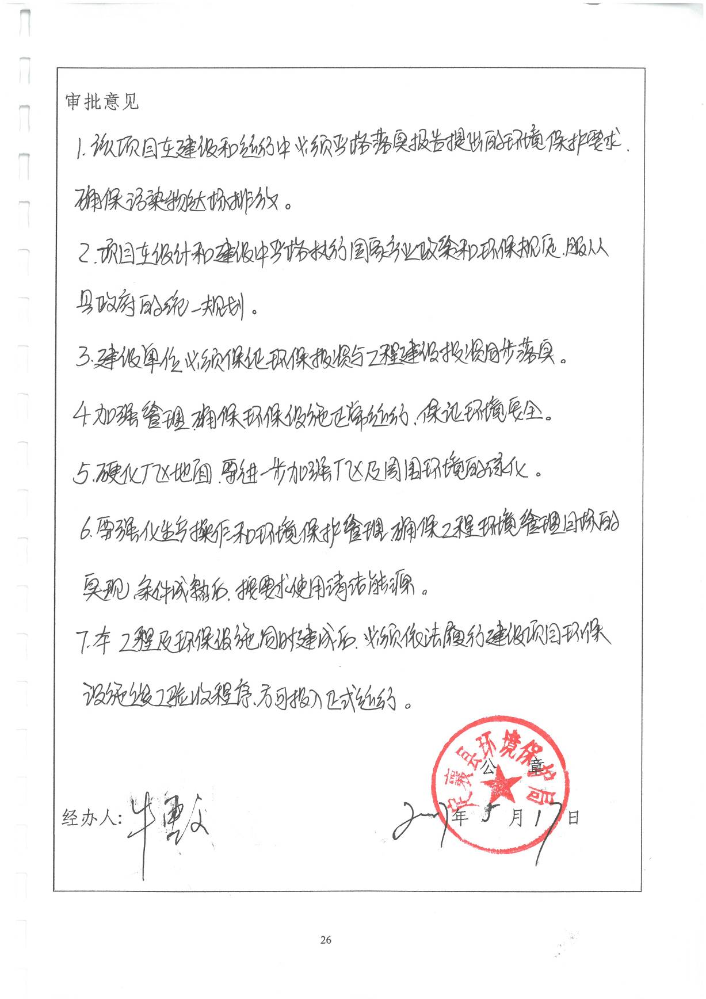 审批意见
1.该项目在建设和运行中必须严格落实报告提出的环境保护要求,
确保污染物达标排放。
2.项目在设计和建设中严格执行国家产业政策和环保规定,服从
县政府的统一规划。
3.建设单位必须保证环保投资与工程建设投资同步落实。
4.加强管理,确保环保设施正常运行,保证环境安全。
5.硬化厂区地面,要进一步加强厂区及周围环境的绿化。
6.要强化生产操作和环境保护管理,确保工程环境管理目标的
实现,条件成熟后,按要求使用清洁能源。
7.本工程及环保设施同时建成后,必须依法履行建设项目环保
设施竣工验收程序,方可投入正式运行。
县环境保护局
公章
经办人:牛
年5月17日
26